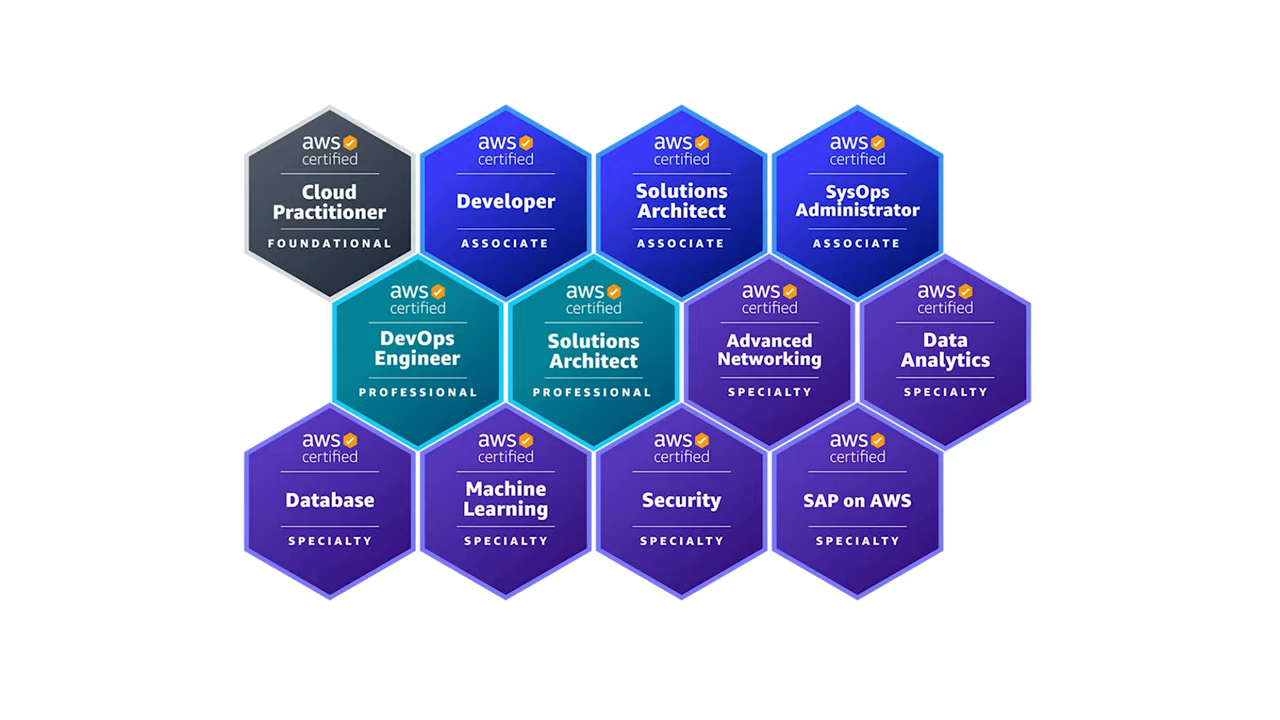 aws
certified
Cloud
Practitioner
FOUNDATIONAL
aws
certified
Developer
ASSOCIATE
aws
certified
Solutions
Architect
ASSOCIATE
aws
certified
SysOps
Administrator
ASSOCIATE
aws
certified
DevOps
Engineer
PROFESSIONAL
aws
certified
Solutions
Architect
PROFESSIONAL
aws
certified
Advanced
Networking
SPECIALTY
aws
certified
Data
Analytics
SPECIALTY
aws
certified
Database
SPECIALTY
aws
certified
Machine
Learning
SPECIALTY
aws
certified
Security
SPECIALTY
aws
certified
SAP on AWS
SPECIALTY